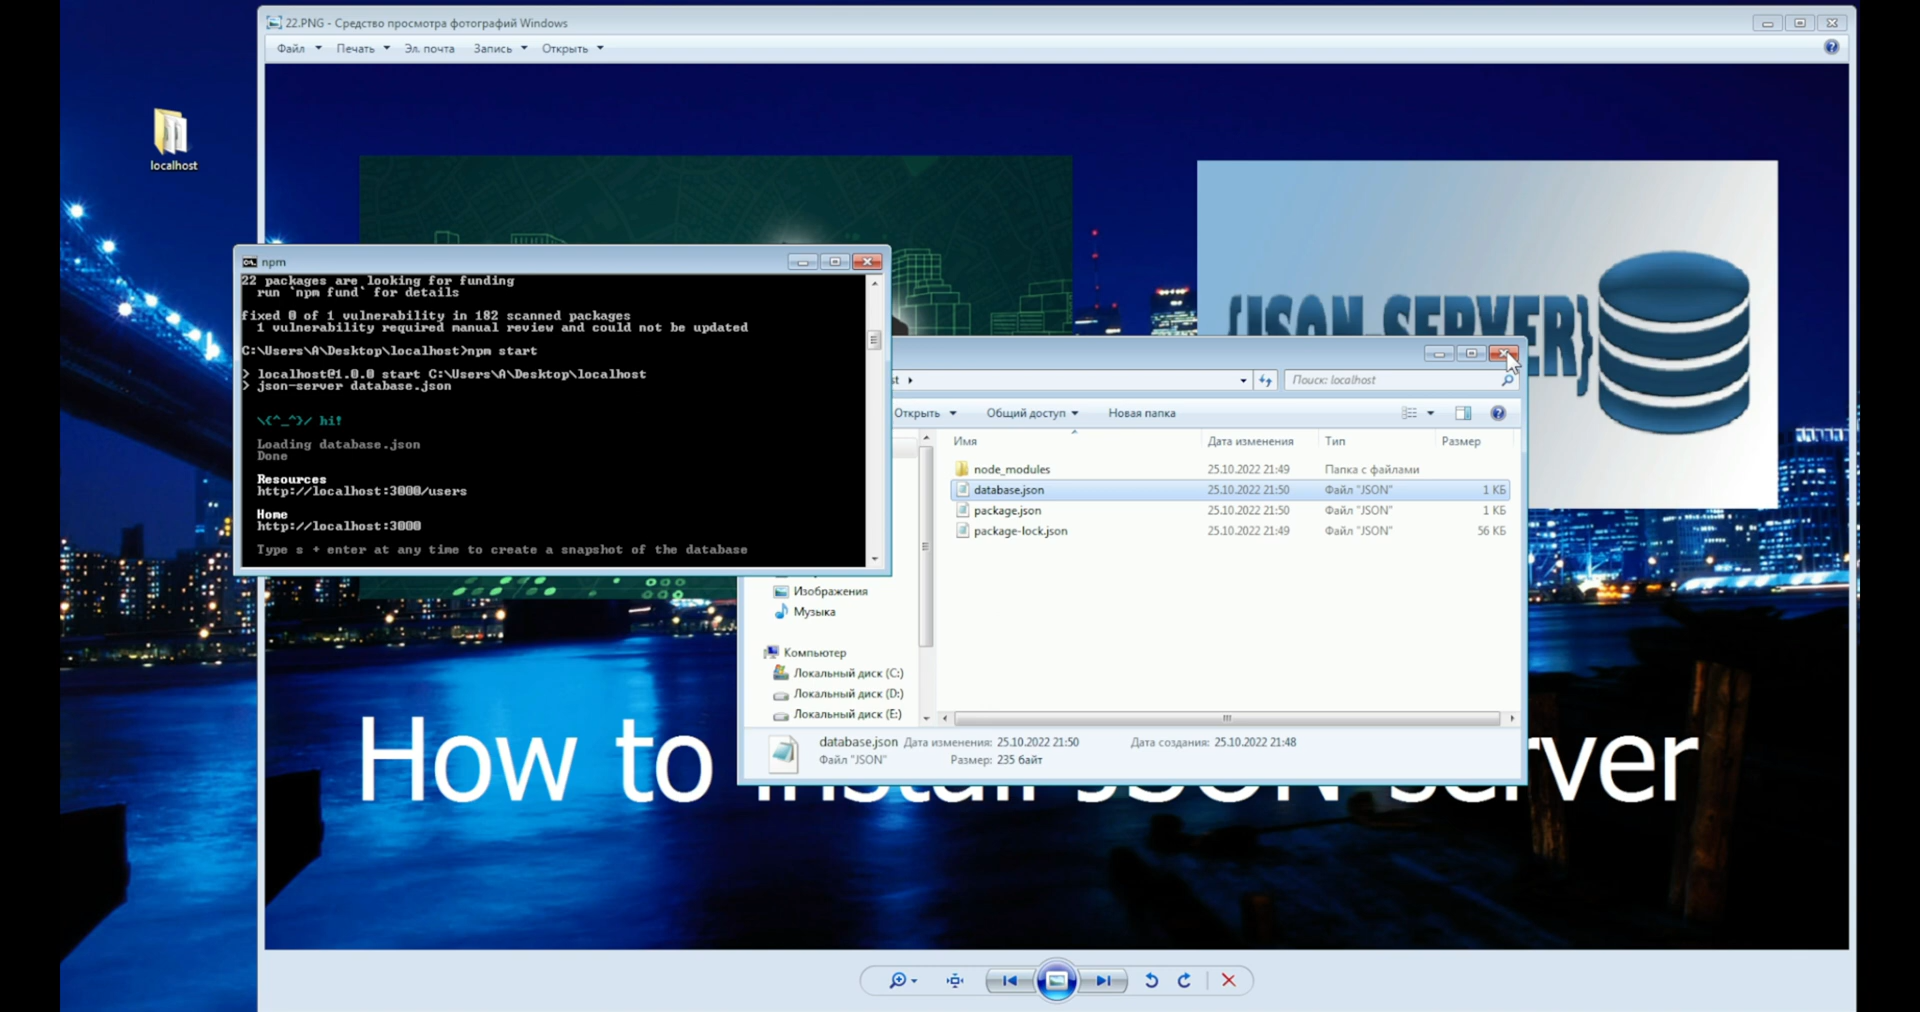 22.PNG - Средство просмотра фотографий Windows
Файл Печать Эл. почта Запись Открыть
localhost
{JSON SERVER}
npm
22 packages are looking for funding
run `npm fund` for details
fixed 0 of 1 vulnerability in 182 scanned packages
1 vulnerability required manual review and could not be updated
C:\Users\A\Desktop\localhost>npm start
> localhost@1.0.0 start C:\Users\A\Desktop\localhost
> json-server database.json
\{^_^}/ hi!
Loading database.json
Done
Resources
http://localhost:3000/users
Home
http://localhost:3000
Type s + enter at any time to create a snapshot of the database
Поиск: localhost
Открыть Общий доступ Новая папка
Имя Дата изменения Тип Размер
node_modules 25.10.2022 21:49 Папка с файлами
database.json 25.10.2022 21:50 Файл "JSON" 1 КБ
package.json 25.10.2022 21:50 Файл "JSON" 1 КБ
package-lock.json 25.10.2022 21:49 Файл "JSON" 56 КБ
Изображения
Музыка
Компьютер
Локальный диск (C:)
Локальный диск (D:)
Локальный диск (E:)
database.json Дата изменения: 25.10.2022 21:50 Дата создания: 25.10.2022 21:48
Файл "JSON" Размер: 235 байт
How to install JSON server